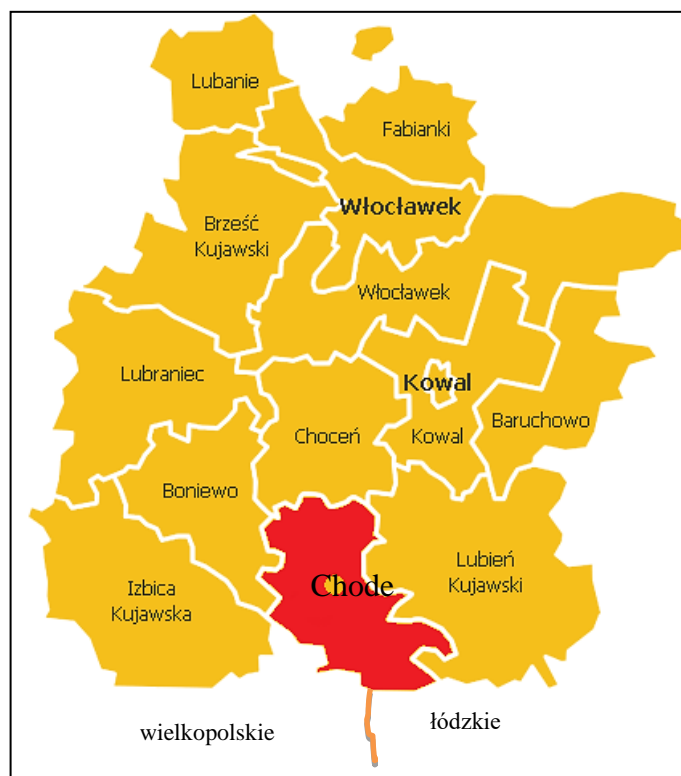 Lubanie
Fabianki
Włocławek
Brześć
Kujawski
Włocławek
Lubraniec
Kowal
Choceń
Kowal
Baruchowo
Boniewo
Lubień
Kujawski
Izbica
Kujawska
Chode
wielkopolskie
łódzkie